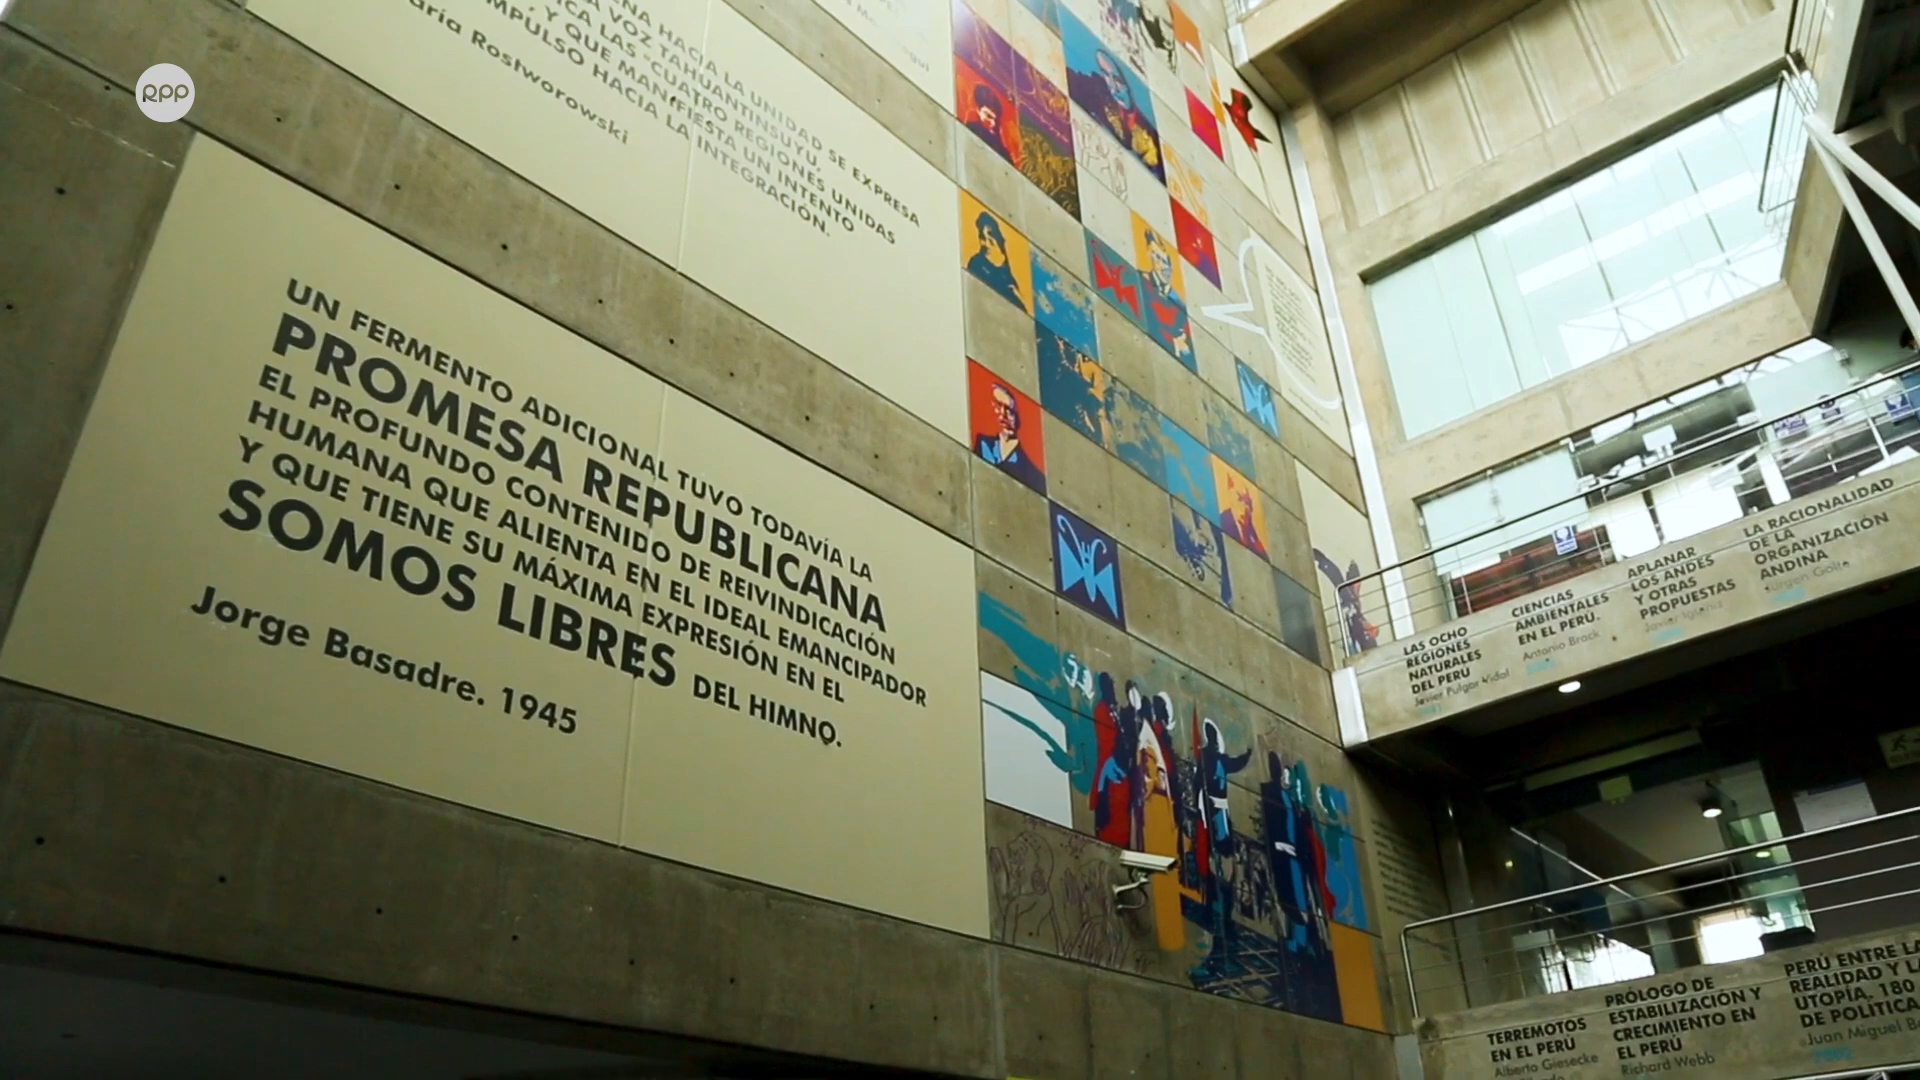 rpp
HACIA LA UNIDAD SE EXPRESA
VOZ TAHUANTINSUYU,
LAS "CUATRO REGIONES UNIDAS
Y QUE MANIFIESTA UN INTENTO
IMPULSO HACIA LA INTEGRACIÓN.
María Rostworowski
UN FERMENTO ADICIONAL TUVO TODAVÍA LA
PROMESA REPUBLICANA
EL PROFUNDO CONTENIDO DE REIVINDICACIÓN
HUMANA QUE ALIENTA EN EL IDEAL EMANCIPADOR
Y QUE TIENE SU MÁXIMA EXPRESIÓN EN EL
SOMOS LIBRES DEL HIMNO.
Jorge Basadre. 1945
LAS OCHO
REGIONES
NATURALES
DEL PERÚ
Javier Pulgar Vidal
CIENCIAS
AMBIENTALES
EN EL PERÚ.
Antonio Brack
APLANAR
LOS ANDES
Y OTRAS
PROPUESTAS
Javier Iguíñiz
LA RACIONALIDAD
DE LA
ORGANIZACIÓN
ANDINA
Jürgen Golte
TERREMOTOS
EN EL PERÚ
Alberto Giesecke
PRÓLOGO DE
ESTABILIZACIÓN Y
CRECIMIENTO EN
EL PERÚ
Richard Webb
PERÚ ENTRE LA
REALIDAD Y LA
UTOPÍA. 180
DE POLÍTICA
Juan Miguel